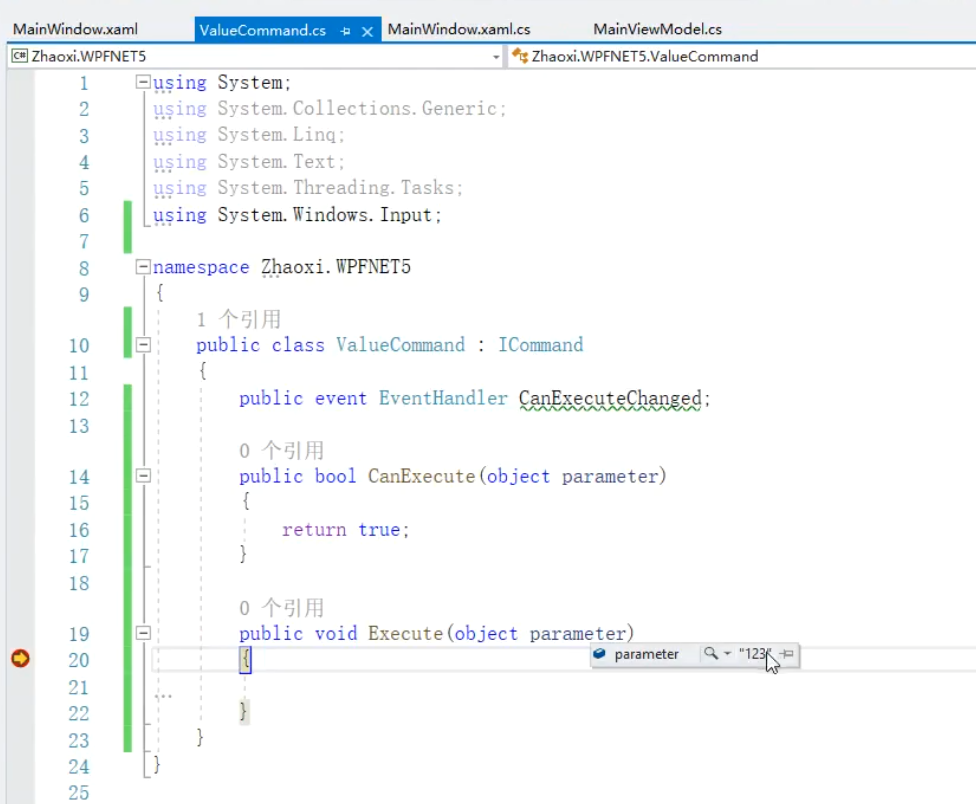 MainWindow.xaml ValueCommand.cs MainWindow.xaml.cs MainViewModel.cs
C# Zhaoxi.WPFNET5 Zhaoxi.WPFNET5.ValueCommand
1 using System;
2 using System.Collections.Generic;
3 using System.Linq;
4 using System.Text;
5 using System.Threading.Tasks;
6 using System.Windows.Input;
7
8 namespace Zhaoxi.WPFNET5
9 {
1 个引用
10 public class ValueCommand : ICommand
11 {
12 public event EventHandler CanExecuteChanged;
13
0 个引用
14 public bool CanExecute(object parameter)
15 {
16 return true;
17 }
18
0 个引用
19 public void Execute(object parameter)
20 { parameter "123"
21
22 }
23 }
24 }
25